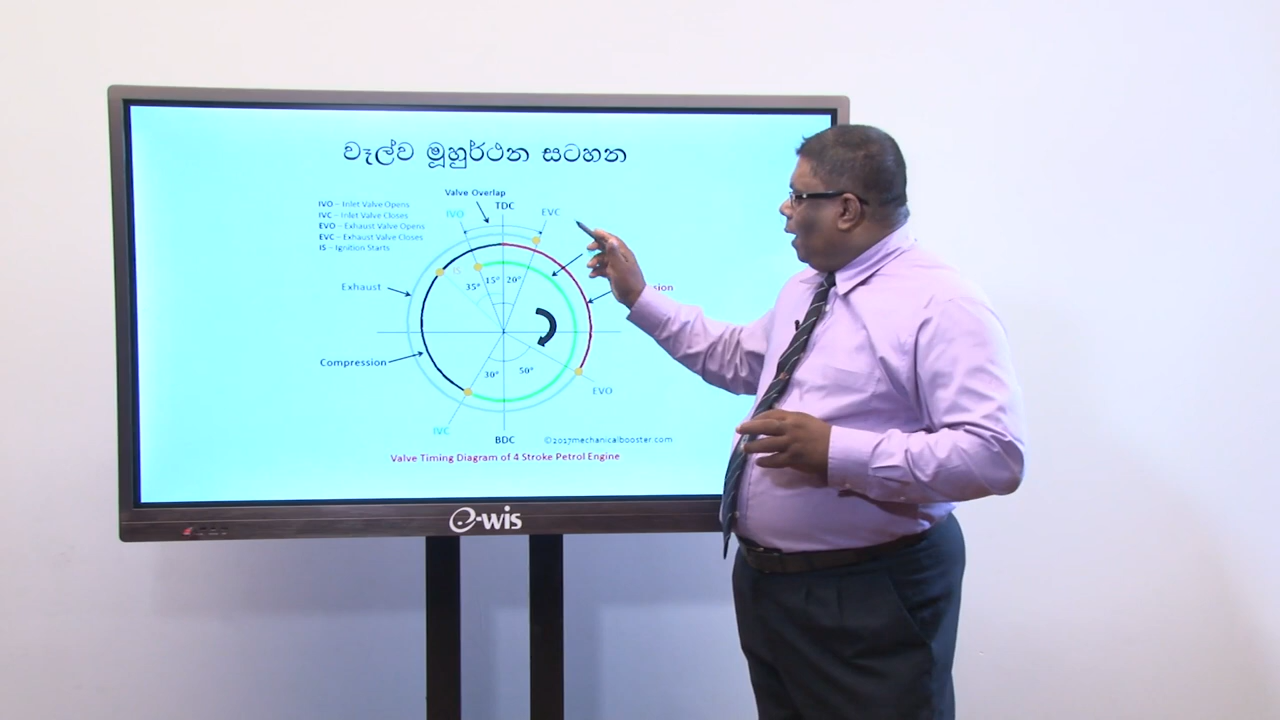 වැල්ව මූහුර්ථන සටහන
Valve Overlap
TDC
IVO
EVC
IVO – Inlet Valve Opens
IVC – Inlet Valve Closes
EVO – Exhaust Valve Opens
EVC – Exhaust Valve Closes
IS – Ignition Starts
IS
35°
15°
20°
Exhaust
Compression
30°
50°
EVO
IVC
BDC
©2017mechanicalbooster.com
Valve Timing Diagram of 4 Stroke Petrol Engine
e-wis